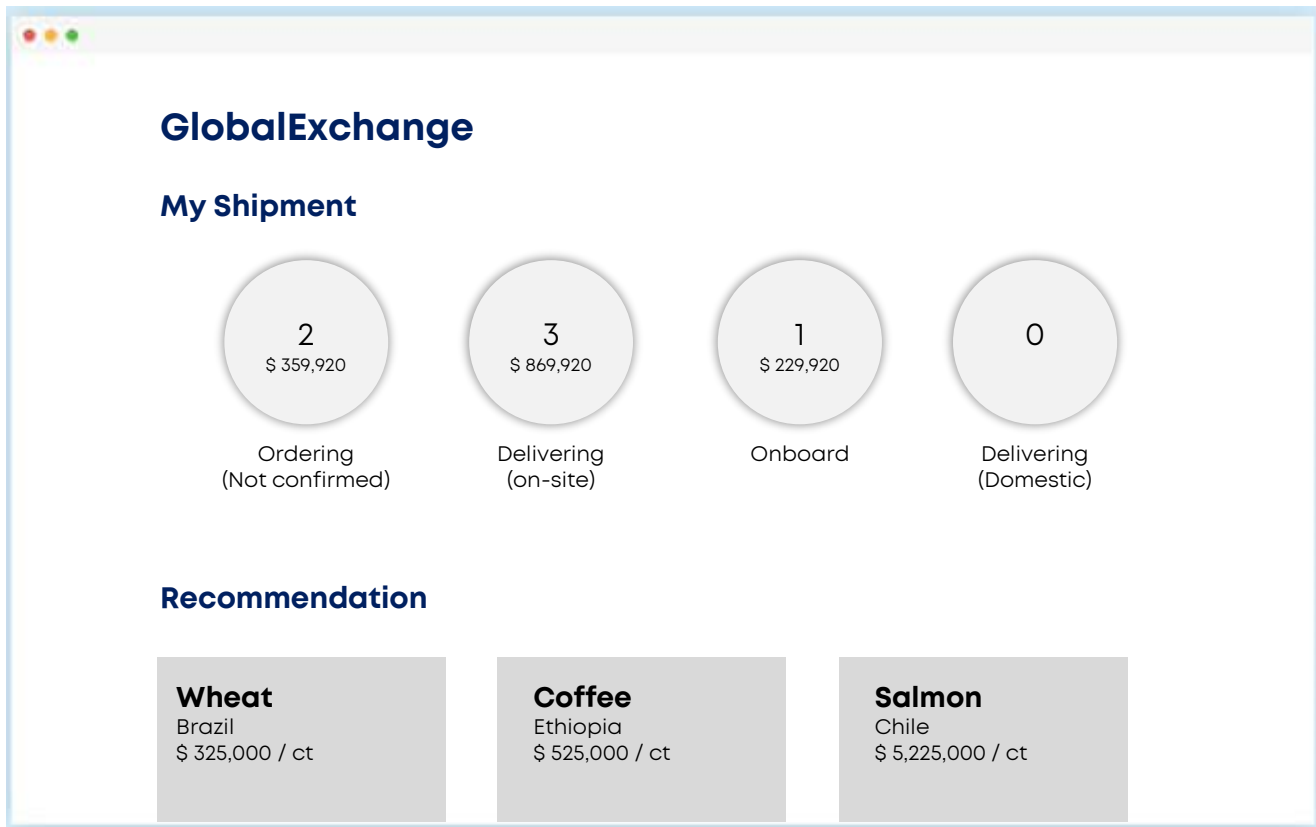 GlobalExchange
My Shipment
2
$ 359,920
3
$ 869,920
1
$ 229,920
0
Ordering
(Not confirmed)
Delivering
(on-site)
Onboard
Delivering
(Domestic)
Recommendation
Wheat
Brazil
$ 325,000 / ct
Coffee
Ethiopia
$ 525,000 / ct
Salmon
Chile
$ 5,225,000 / ct